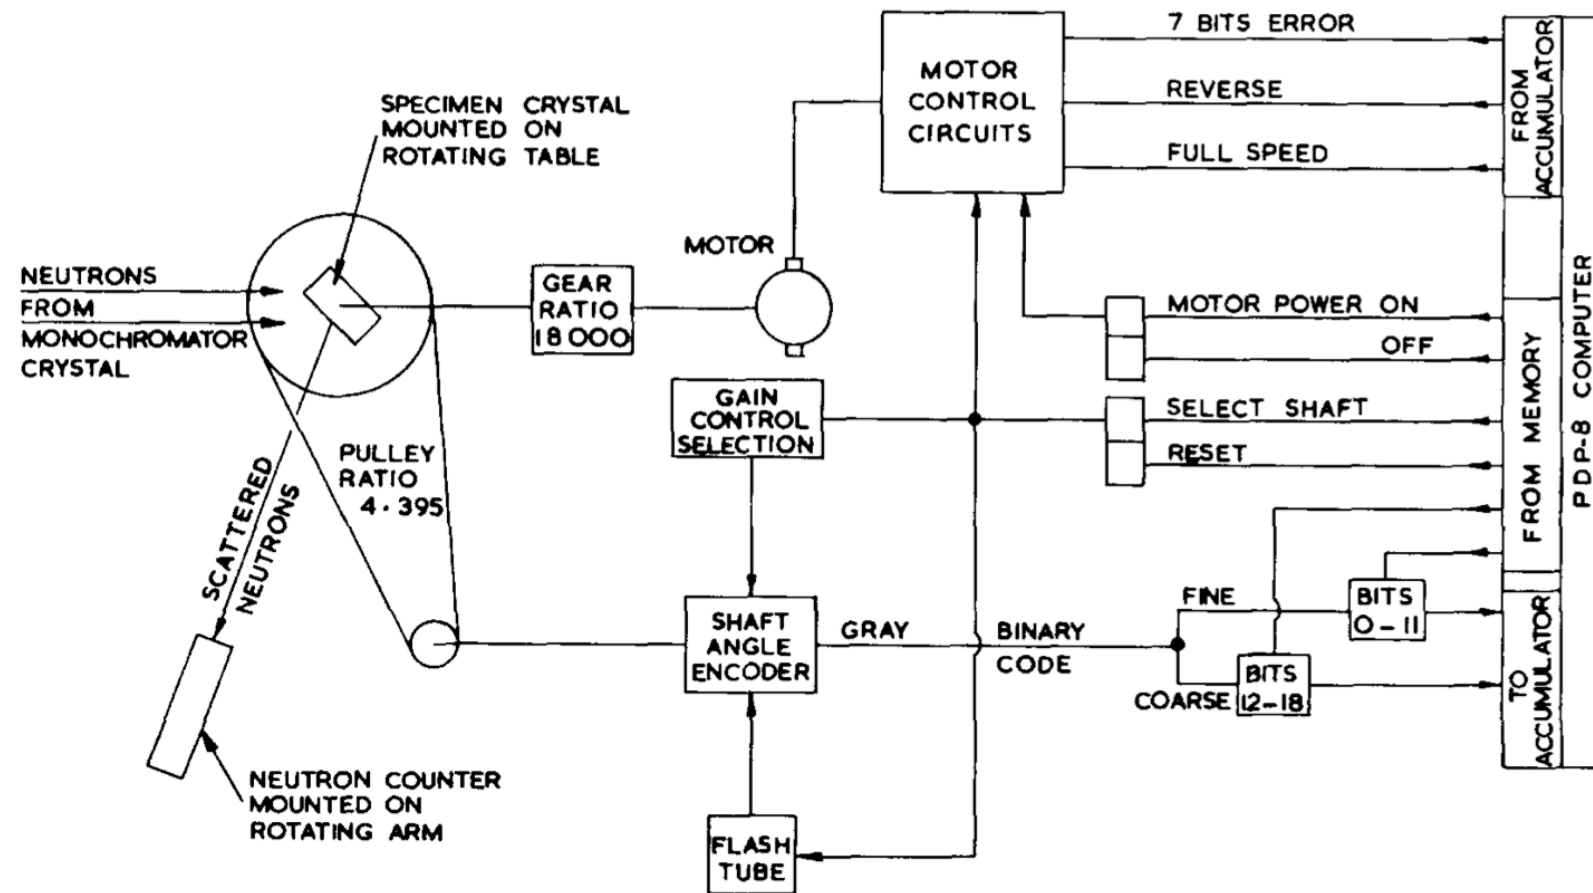 SPECIMEN CRYSTAL
MOUNTED ON
ROTATING TABLE
NEUTRONS
FROM
MONOCHROMATOR
CRYSTAL
GEAR
RATIO
18 000
MOTOR
MOTOR
CONTROL
CIRCUITS
7 BITS ERROR
REVERSE
FULL SPEED
FROM
ACCUMULATOR
MOTOR POWER ON
OFF
SELECT SHAFT
RESET
FROM MEMORY
PDP-8 COMPUTER
GAIN
CONTROL
SELECTION
PULLEY
RATIO
4·395
SCATTERED
NEUTRONS
SHAFT
ANGLE
ENCODER
GRAY BINARY
CODE
FINE
COARSE
BITS
0-11
BITS
12-18
TO
ACCUMULATOR
NEUTRON COUNTER
MOUNTED ON
ROTATING ARM
FLASH
TUBE